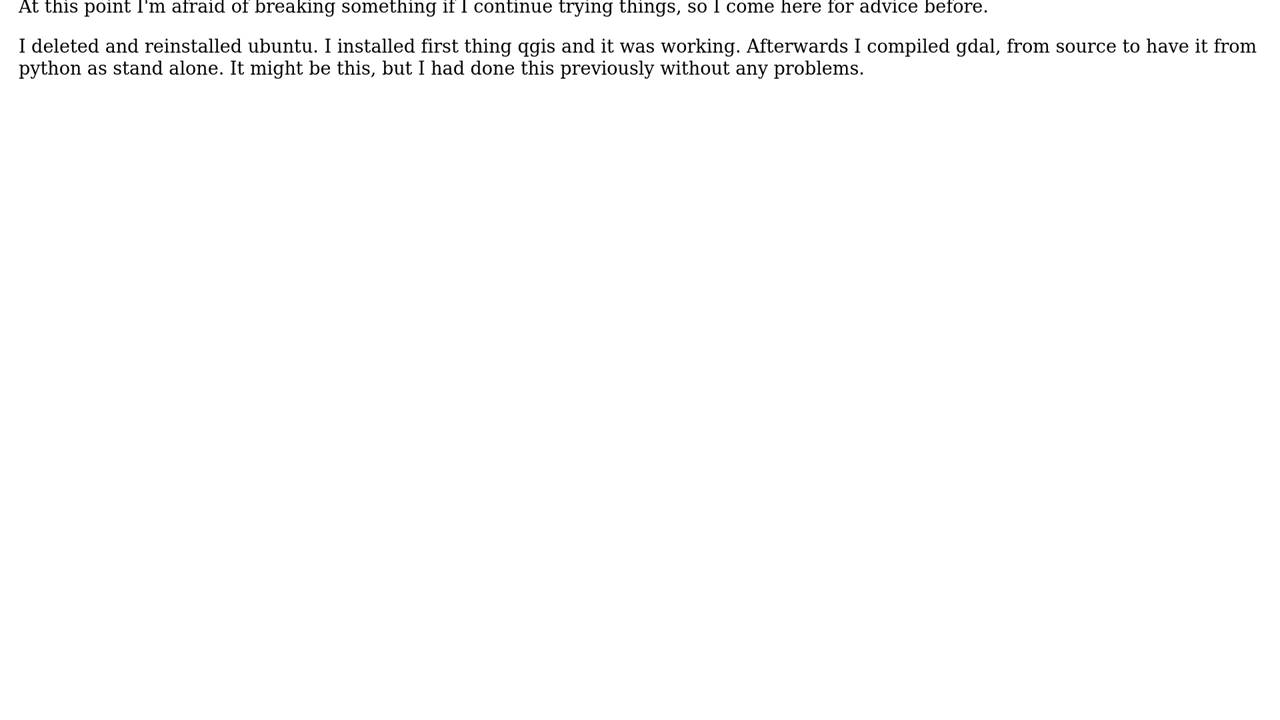 At this point I'm afraid of breaking something if I continue trying things, so I come here for advice before.
I deleted and reinstalled ubuntu. I installed first thing qgis and it was working. Afterwards I compiled gdal, from source to have it from
python as stand alone. It might be this, but I had done this previously without any problems.